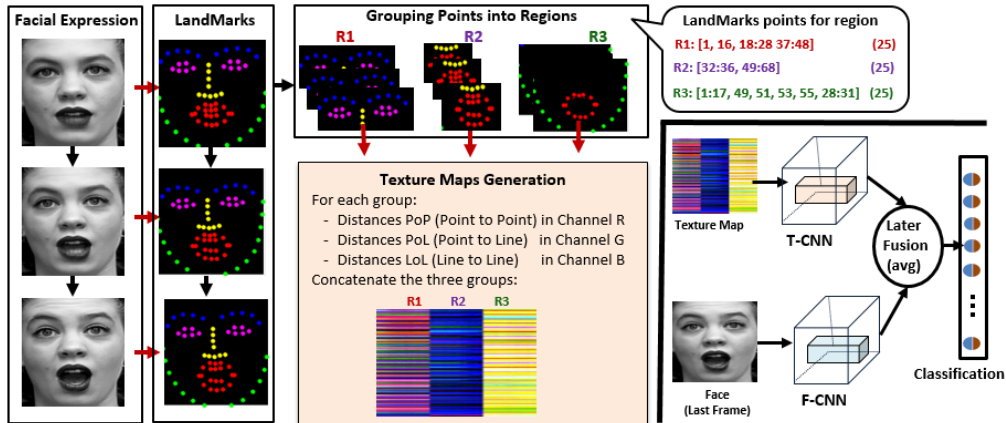 Facial Expression
LandMarks
Grouping Points into Regions
R1
R2
R3
LandMarks points for region
R1: [1, 16, 18:28 37:48] (25)
R2: [32:36, 49:68] (25)
R3: [1:17, 49, 51, 53, 55, 28:31] (25)
Texture Maps Generation
For each group:
- Distances PoP (Point to Point) in Channel R
- Distances PoL (Point to Line) in Channel G
- Distances LoL (Line to Line) in Channel B
Concatenate the three groups:
R1 R2 R3
Texture Map
T-CNN
Later
Fusion
(avg)
Face
(Last Frame)
F-CNN
Classification